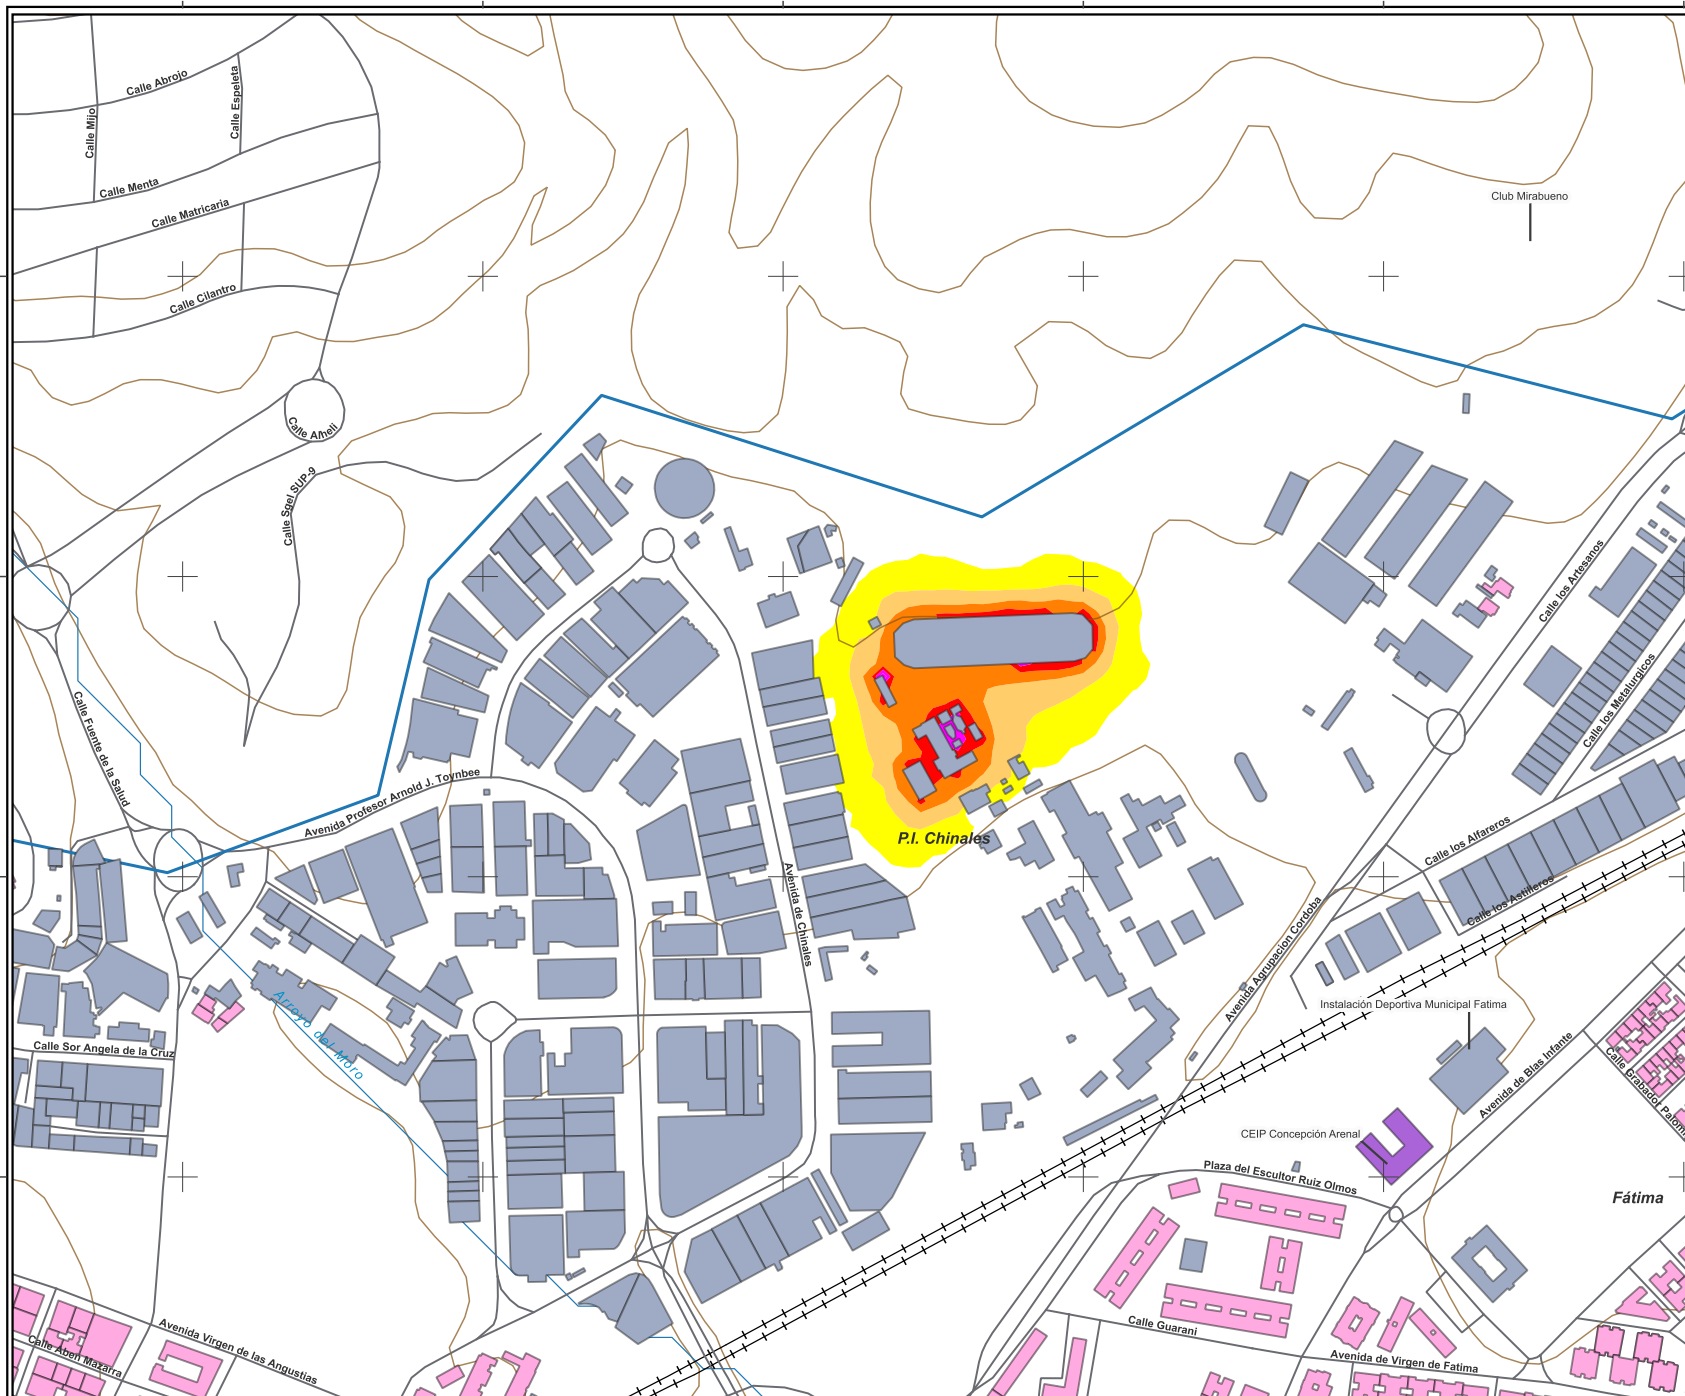 Calle Abrojo
Calle Espeleta
Calle Mijo
Calle Menta
Calle Matricaria
Calle Cilantro
Club Mirabueno
Calle Alheli
Calle Sgel SUP-9
Calle los Artesanos
Calle los Metalurgicos
Calle Fuente de la Salud
Avenida Profesor Arnold J. Toynbee
P.I. Chinales
Calle los Alfareros
Calle los Astilleros
Avenida de Chinales
Avenida Agrupacion Cordoba
Arroyo del Moro
Instalación Deportiva Municipal Fatima
Calle Sor Angela de la Cruz
Avenida de Blas Infante
Calle Grabador Palomi
CEIP Concepción Arenal
Plaza del Escultor Ruiz Olmos
Fátima
Calle Guarani
Avenida Virgen de las Angustias
Calle Aben Mazarra
Avenida de Virgen de Fatima